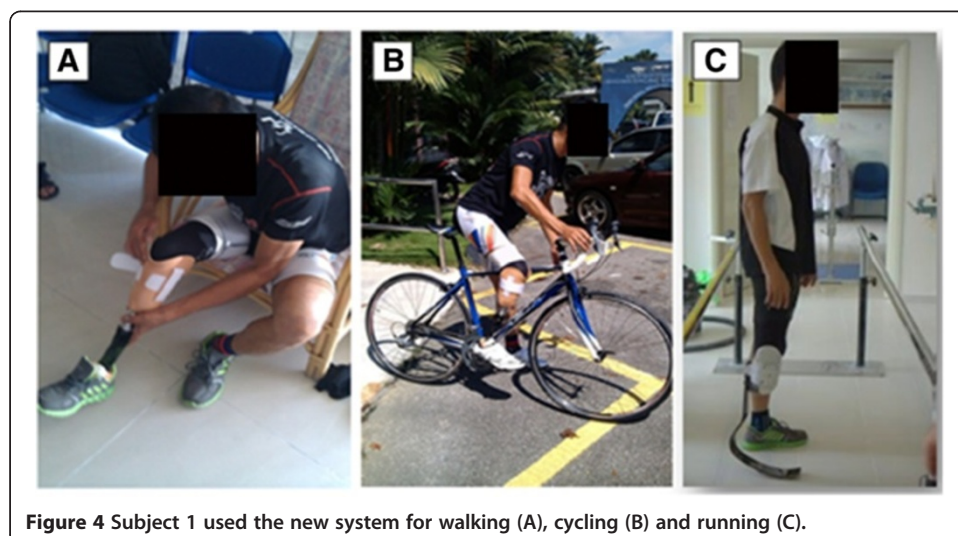 A
B
C
Figure 4 Subject 1 used the new system for walking (A), cycling (B) and running (C).